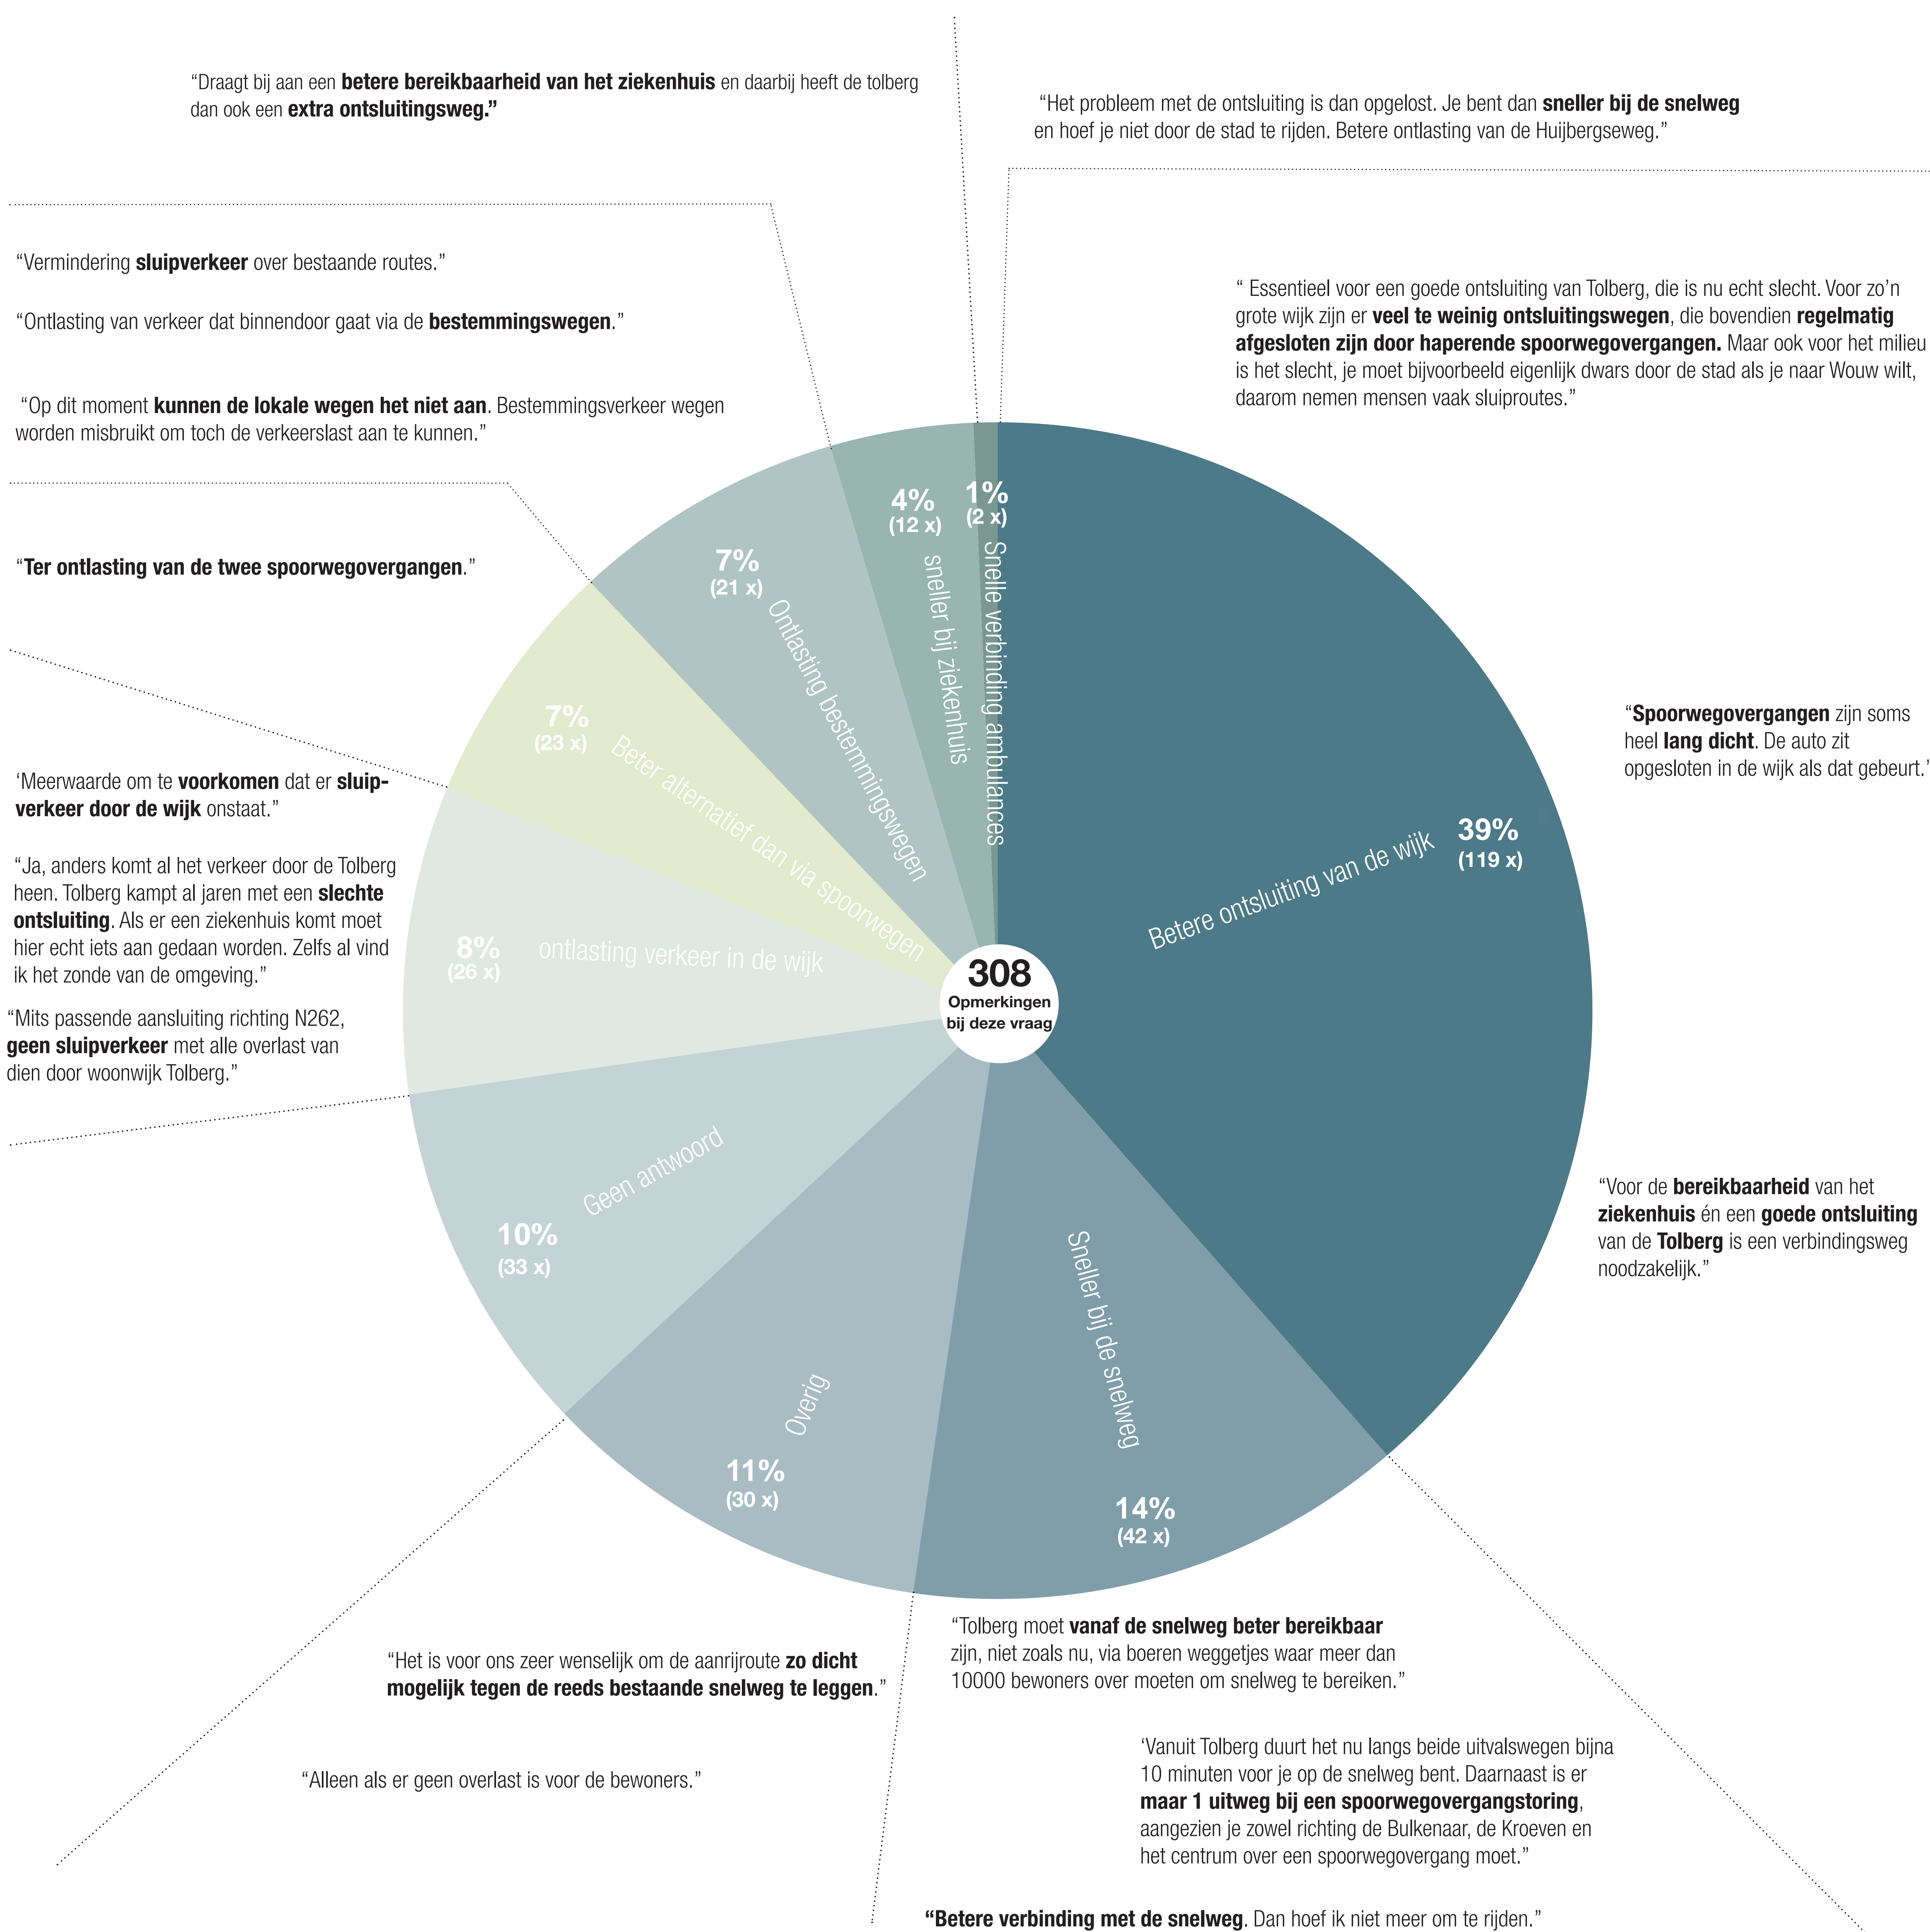 “Draagt bij aan een betere bereikbaarheid van het ziekenhuis en daarbij heeft de tolberg
dan ook een extra ontsluitingsweg.”
“Het probleem met de ontsluiting is dan opgelost. Je bent dan sneller bij de snelweg
en hoef je niet door de stad te rijden. Betere ontlasting van de Huijbergseweg.”
“Vermindering sluipverkeer over bestaande routes.”
“Ontlasting van verkeer dat binnendoor gaat via de bestemmingswegen.”
“Op dit moment kunnen de lokale wegen het niet aan. Bestemmingsverkeer wegen
worden misbruikt om toch de verkeerslast aan te kunnen.”
“ Essentieel voor een goede ontsluiting van Tolberg, die is nu echt slecht. Voor zo’n
grote wijk zijn er veel te weinig ontsluitingswegen, die bovendien regelmatig
afgesloten zijn door haperende spoorwegovergangen. Maar ook voor het milieu
is het slecht, je moet bijvoorbeeld eigenlijk dwars door de stad als je naar Wouw wilt,
daarom nemen mensen vaak sluiproutes.”
“Ter ontlasting van de twee spoorwegovergangen.”
“Spoorwegovergangen zijn soms
heel lang dicht. De auto zit
opgesloten in de wijk als dat gebeurt.’
‘Meerwaarde om te voorkomen dat er sluip-
verkeer door de wijk onstaat.”
“Ja, anders komt al het verkeer door de Tolberg
heen. Tolberg kampt al jaren met een slechte
ontsluiting. Als er een ziekenhuis komt moet
hier echt iets aan gedaan worden. Zelfs al vind
ik het zonde van de omgeving.”
“Mits passende aansluiting richting N262,
geen sluipverkeer met alle overlast van
dien door woonwijk Tolberg.”
4%
(12 x)
sneller bij ziekenhuis
1%
(2 x)
Snelle verbinding ambulances
7%
(21 x)
Ontlasting bestemmingswegen
7%
(23 x)
Beter alternatief dan via spoorwegen
39%
(119 x)
Betere ontsluiting van de wijk
8%
(26 x)
ontlasting verkeer in de wijk
308
Opmerkingen
bij deze vraag
10%
(33 x)
Geen antwoord
11%
(30 x)
Overig
Sneller bij de snelweg
14%
(42 x)
“Voor de bereikbaarheid van het
ziekenhuis én een goede ontsluiting
van de Tolberg is een verbindingsweg
noodzakelijk.”
“Het is voor ons zeer wenselijk om de aanrijroute zo dicht
mogelijk tegen de reeds bestaande snelweg te leggen.”
“Alleen als er geen overlast is voor de bewoners.”
“Tolberg moet vanaf de snelweg beter bereikbaar
zijn, niet zoals nu, via boeren weggetjes waar meer dan
10000 bewoners over moeten om snelweg te bereiken.”
‘Vanuit Tolberg duurt het nu langs beide uitvalswegen bijna
10 minuten voor je op de snelweg bent. Daarnaast is er
maar 1 uitweg bij een spoorwegovergangstoring,
aangezien je zowel richting de Bulkenaar, de Kroeven en
het centrum over een spoorwegovergang moet.”
“Betere verbinding met de snelweg. Dan hoef ik niet meer om te rijden.”